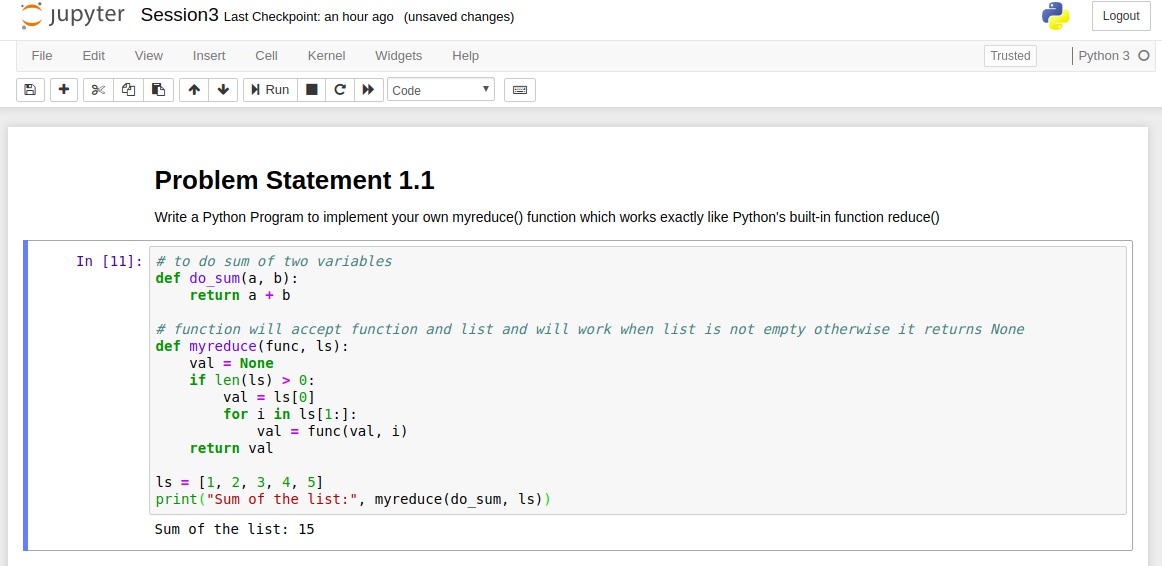 jupyter Session3 Last Checkpoint: an hour ago (unsaved changes) Logout
File Edit View Insert Cell Kernel Widgets Help Trusted Python 3
Run Code
Problem Statement 1.1
Write a Python Program to implement your own myreduce() function which works exactly like Python's built-in function reduce()
In [11]:
# to do sum of two variables
def do_sum(a, b):
    return a + b

# function will accept function and list and will work when list is not empty otherwise it returns None
def myreduce(func, ls):
    val = None
    if len(ls) > 0:
        val = ls[0]
        for i in ls[1:]:
            val = func(val, i)
    return val

ls = [1, 2, 3, 4, 5]
print("Sum of the list:", myreduce(do_sum, ls))
Sum of the list: 15